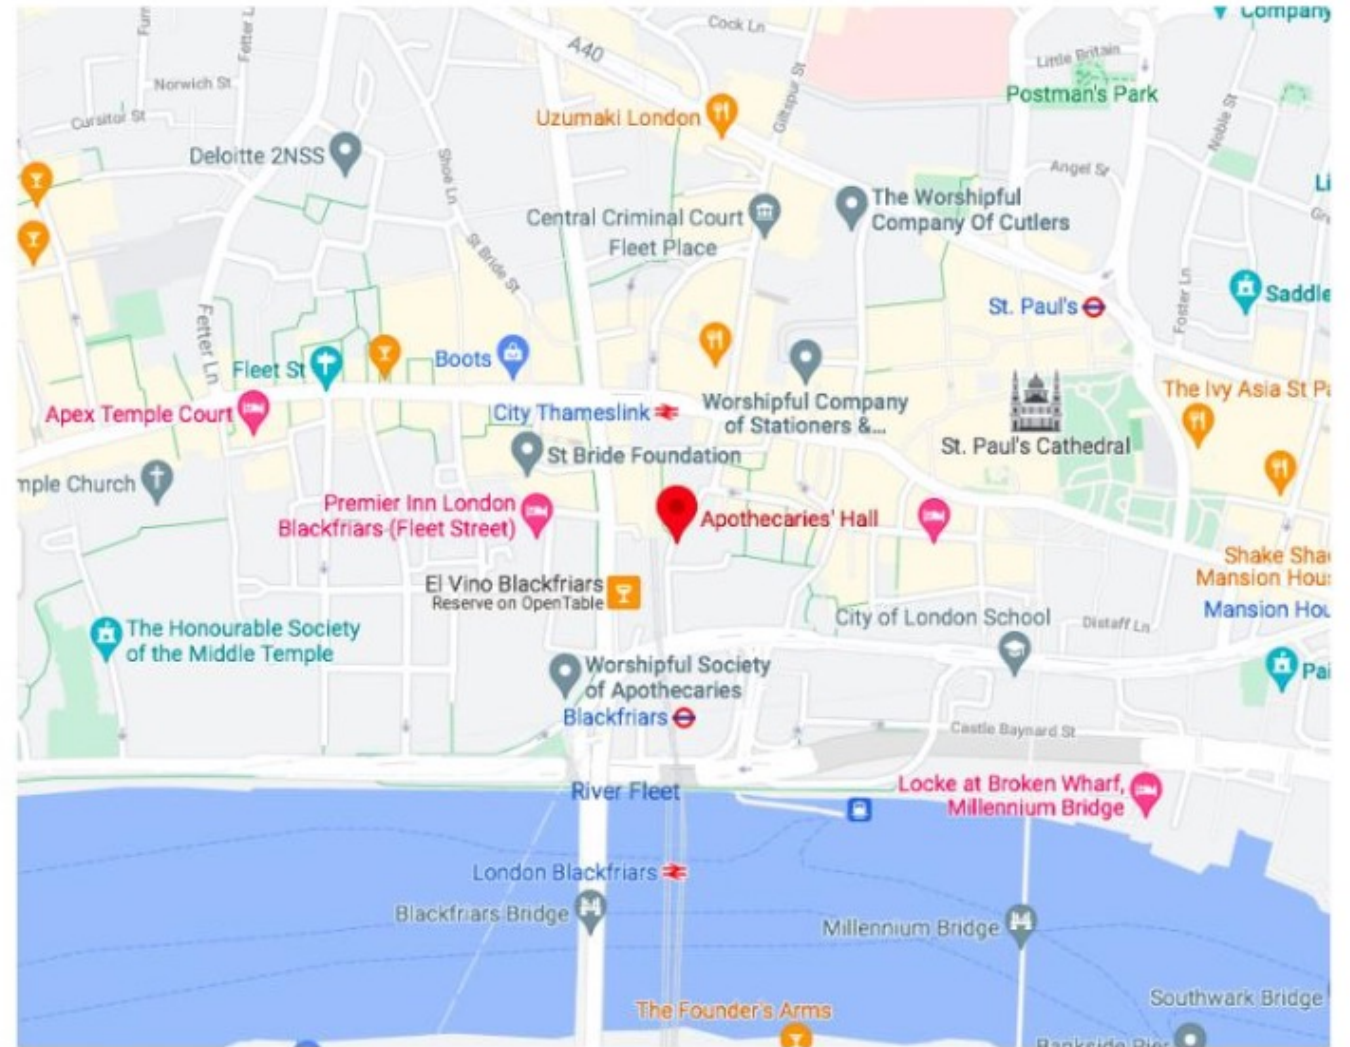 Company
Cock Ln
A40
Fetter L
Little Britain
Norwich St
Postman's Park
Giltspur St
Uzumaki London
Cursitor St
Noble St
Deloitte 2NSS
Shoe Ln
Angel St
The Worshipful
Company Of Cutlers
Central Criminal Court
Fleet Place
St Bride St
St. Paul's
Foster Ln
Saddle
Fetter Ln
Boots
Fleet St
The Ivy Asia St Pa
Apex Temple Court
City Thameslink
Worshipful Company
of Stationers &...
St. Paul's Cathedral
St Bride Foundation
mple Church
Premier Inn London
Blackfriars (Fleet Street)
Apothecaries' Hall
Shake Sha
Mansion Hou
El Vino Blackfriars
Reserve on OpenTable
Mansion Hou
City of London School
Distaff Ln
The Honourable Society
of the Middle Temple
Worshipful Society
of Apothecaries
Pai
Blackfriars
Castle Baynard St
River Fleet
Locke at Broken Wharf,
Millennium Bridge
London Blackfriars
Blackfriars Bridge
Millennium Bridge
Southwark Bridge
The Founder's Arms
Bankside Pier